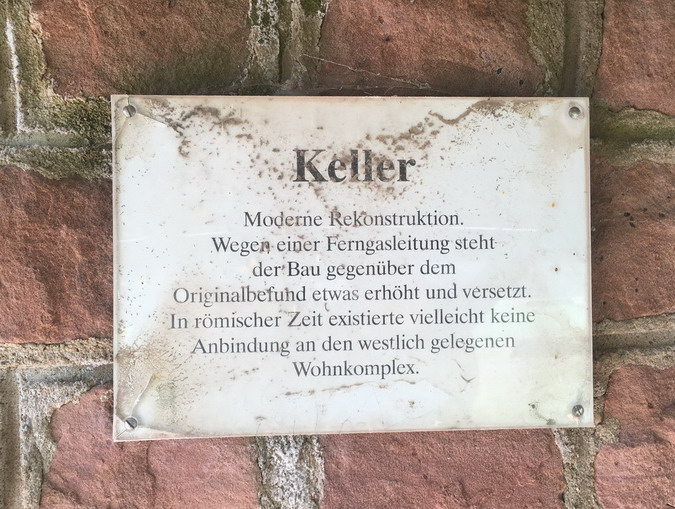 Keller
Moderne Rekonstruktion.
Wegen einer Ferngasleitung steht
der Bau gegenüber dem
Originalbefund etwas erhöht und versetzt.
In römischer Zeit existierte vielleicht keine
Anbindung an den westlich gelegenen
Wohnkomplex.